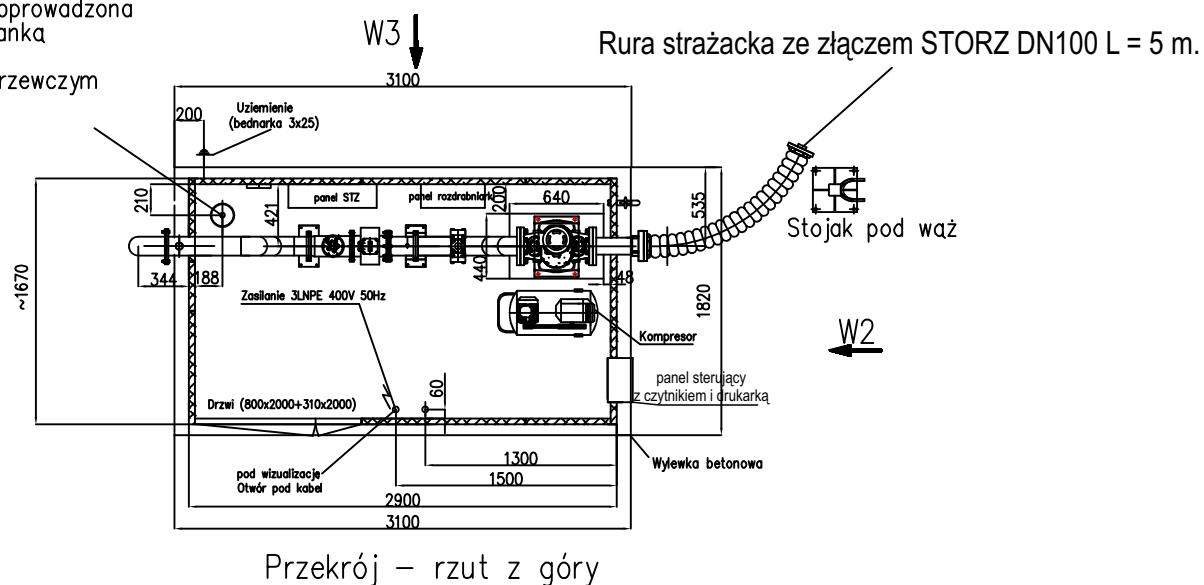 oprowadzona
anką
rzewczym
W3
Rura strażacka ze złączem STORZ DN100 L = 5 m.
3100
200
Uziemienie
(bednarka 3x25)
210
421
panel STZ
panel rozdrabniarki
200
640
535
Stojak pod wąż
~1670
344
188
440
48
1820
Zasilanie 3LNPE 400V 50Hz
Kompresor
W2
panel sterujący
z czytnikiem i drukarką
60
Drzwi (800x2000+310x2000)
1300
Wylewka betonowa
pod wizualizację
Otwór pod kabel
1500
2900
3100
Przekrój – rzut z góry